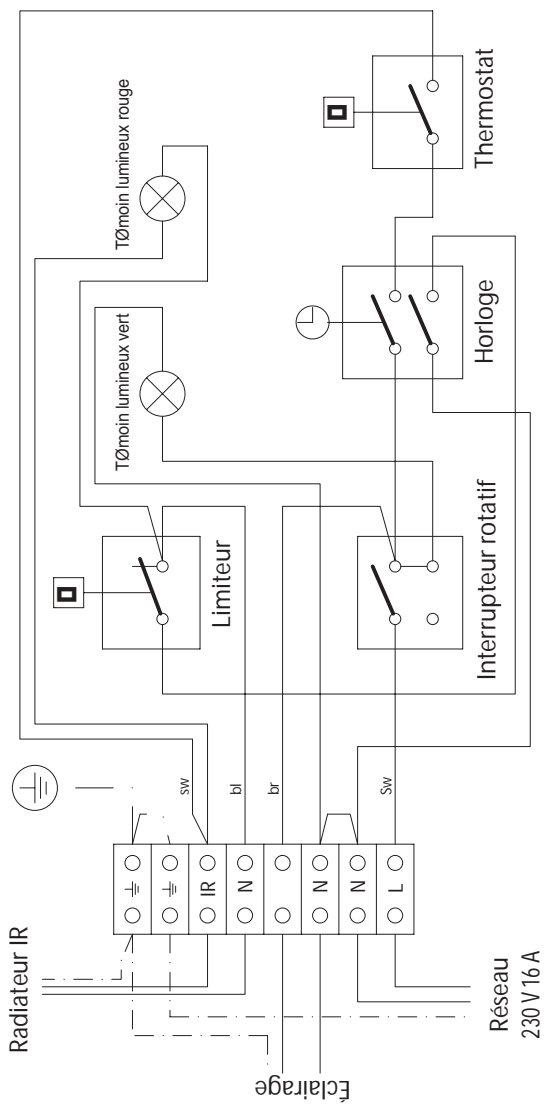 Radiateur IR
Éclairage
Réseau
230 V 16 A
IR
N
N
N
L
sw
bl
br
Sw
Limiteur
Interrupteur rotatif
TØmoin lumineux vert
TØmoin lumineux rouge
Horloge
Thermostat